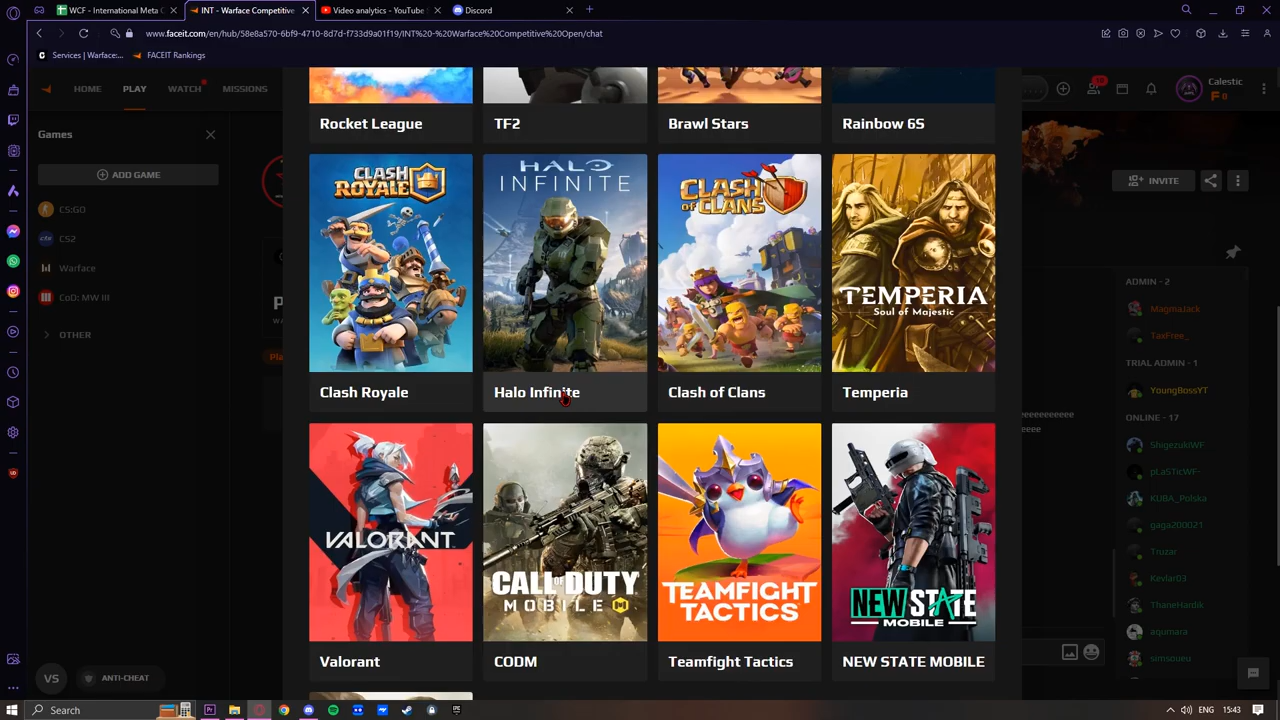 WCF - International Meta C
INT - Warface Competitive
Video analytics - YouTube S
Discord
www.faceit.com/en/hub/58e8a570-6bf9-4710-8d7d-f733d9a01f19/INT%20-%20Warface%20Competitive%20Open/chat
Services | Warface:...
FACEIT Rankings
HOME
PLAY
WATCH
MISSIONS
Calestic
0
Games
ADD GAME
CS:GO
CS2
Warface
CoD: MW III
OTHER
VS
ANTI-CHEAT
Rocket League
TF2
Brawl Stars
Rainbow 6S
CLASH ROYALE
HALO INFINITE
CLASH OF CLANS
TEMPERIA
Soul of Majestic
Clash Royale
Halo Infinite
Clash of Clans
Temperia
VALORANT
CALL OF DUTY
MOBILE
TEAMFIGHT
TACTICS
NEW STATE
MOBILE
Valorant
CODM
Teamfight Tactics
NEW STATE MOBILE
INVITE
ADMIN - 2
MagmaJack
TaxFree_
TRIAL ADMIN - 1
YoungBossYT
ONLINE - 17
ShigezukiWF
pLaSTicWF-
KUBA_Polska
gaga200021
Truzar
Kevlar03
ThaneHardik
aqumara
simsoueu
Search
ENG
15:43